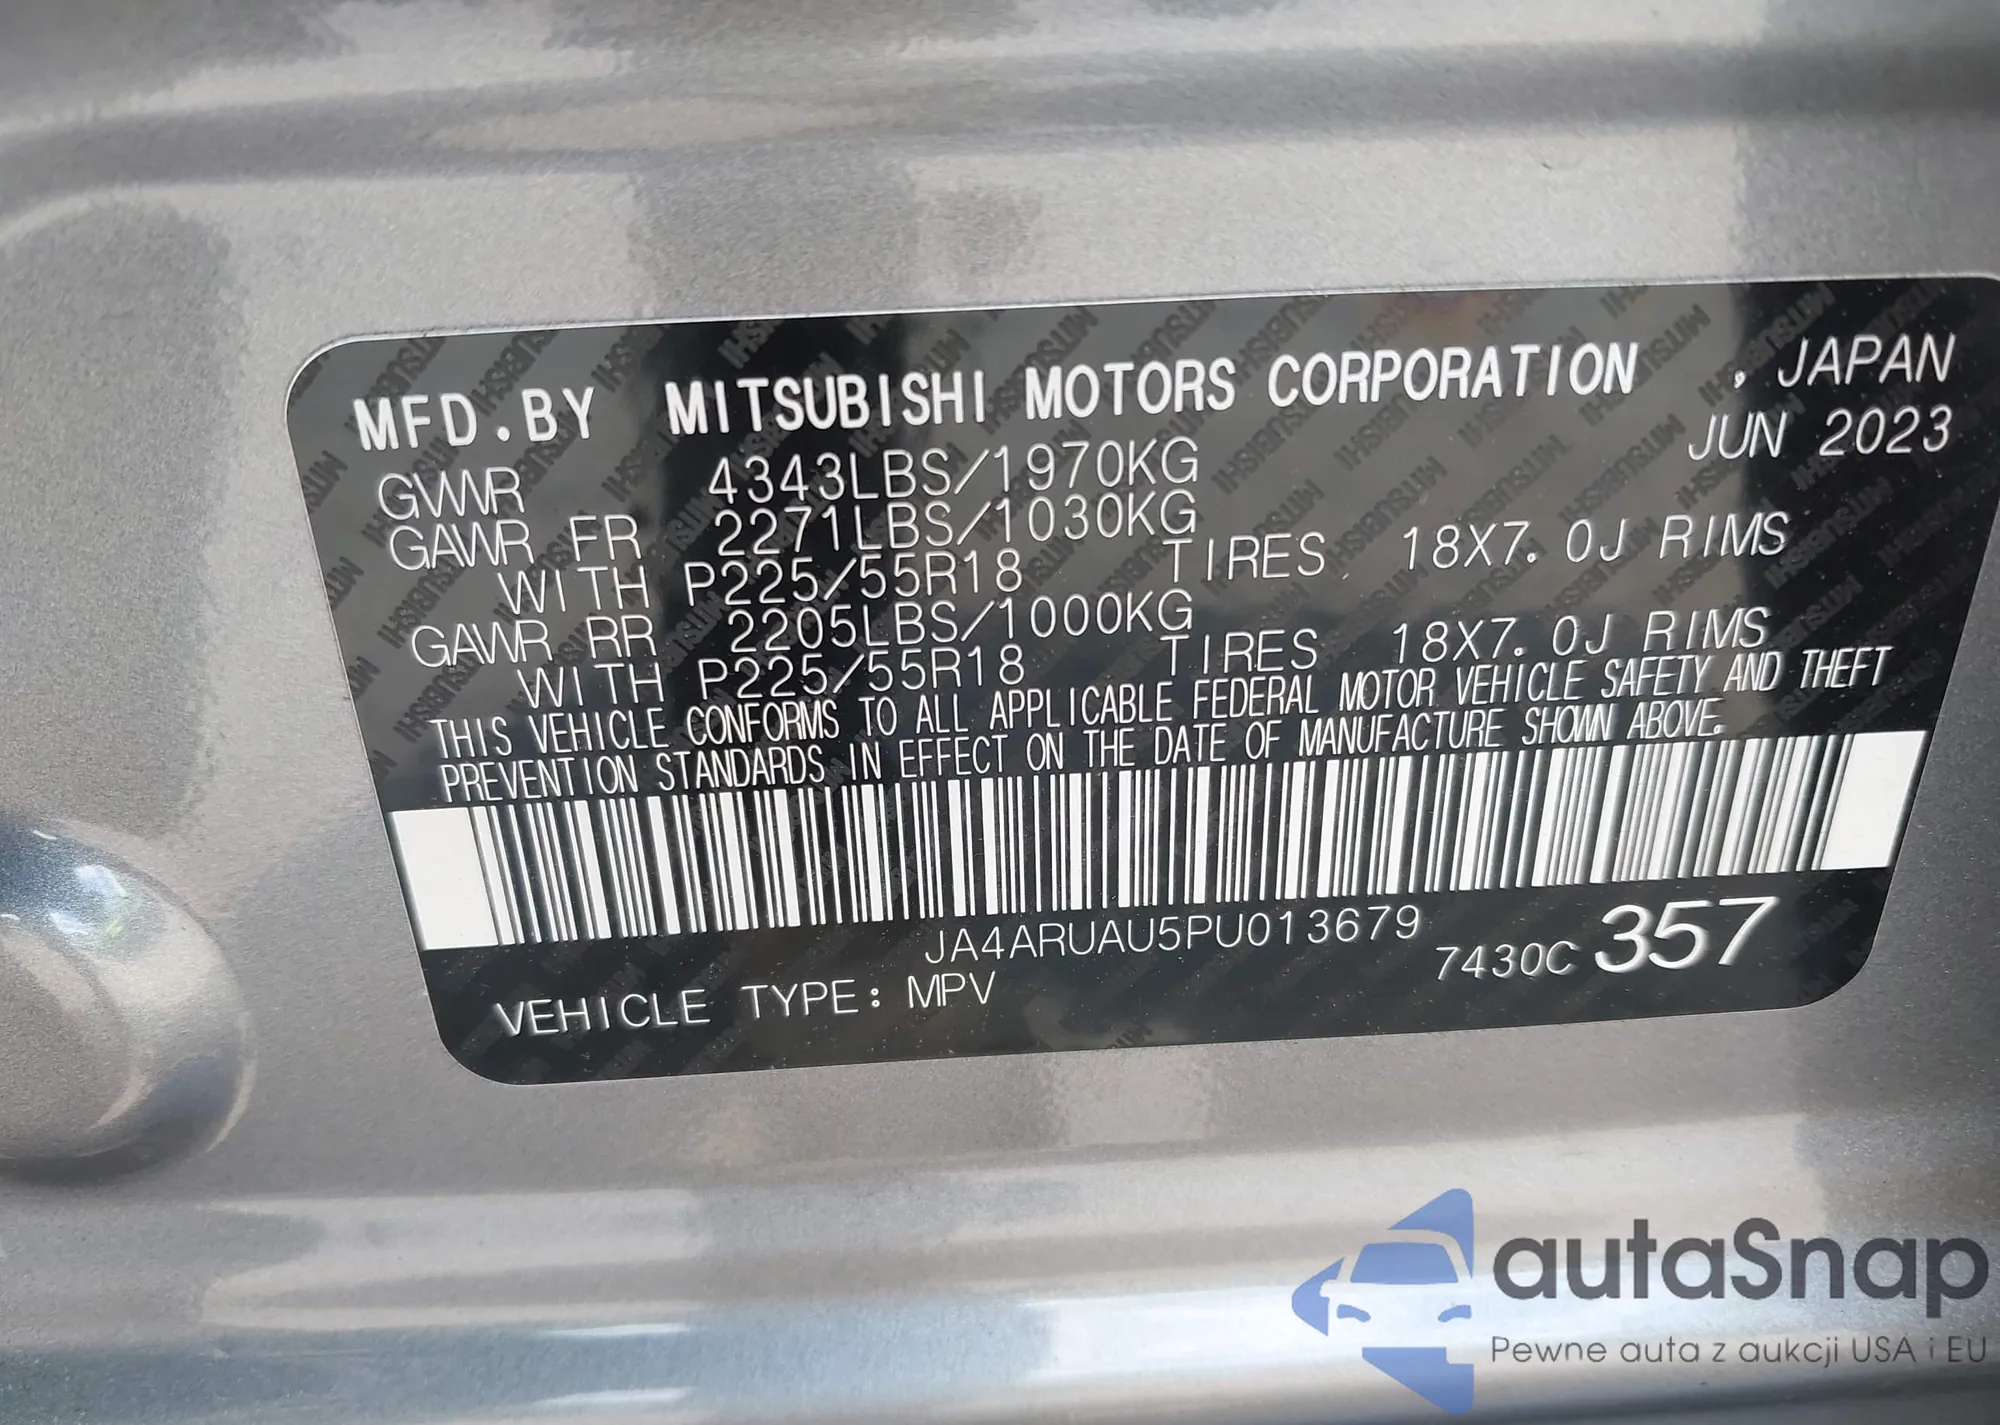 MFD.BY MITSUBISHI MOTORS CORPORATION , JAPAN
JUN 2023
GVWR 4343LBS/1970KG
GAWR FR 2271LBS/1030KG
WITH P225/55R18 TIRES, 18X7.0J RIMS
GAWR RR 2205LBS/1000KG
WITH P225/55R18 TIRES 18X7.0J RIMS
THIS VEHICLE CONFORMS TO ALL APPLICABLE FEDERAL MOTOR VEHICLE SAFETY AND THEFT
PREVENTION STANDARDS IN EFFECT ON THE DATE OF MANUFACTURE SHOWN ABOVE.
JA4ARUAU5PU013679
7430C 357
VEHICLE TYPE: MPV
autaSnap
Pewne auta z aukcji USA i EU